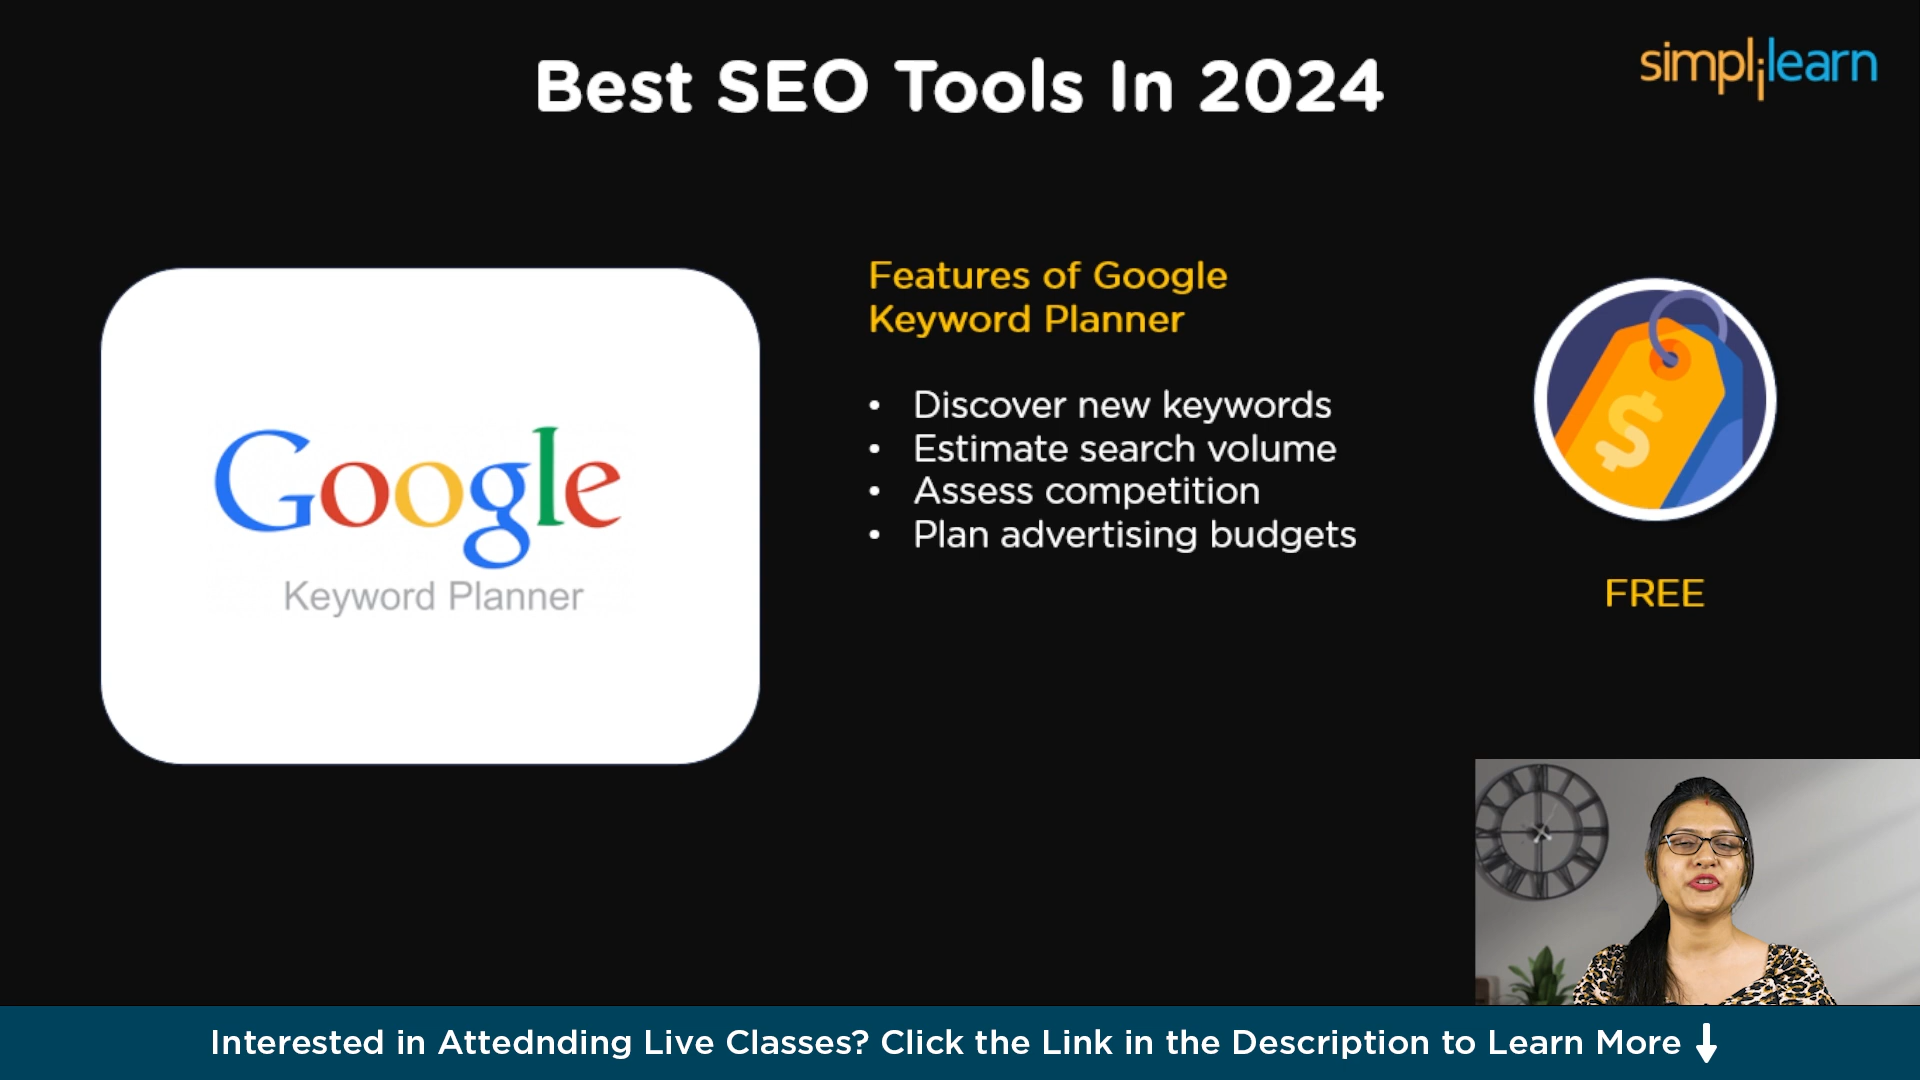 Best SEO Tools In 2024
simplilearn
Features of Google
Keyword Planner
• Discover new keywords
• Estimate search volume
• Assess competition
• Plan advertising budgets
Google
Keyword Planner
$
FREE
Interested in Attednding Live Classes? Click the Link in the Description to Learn More